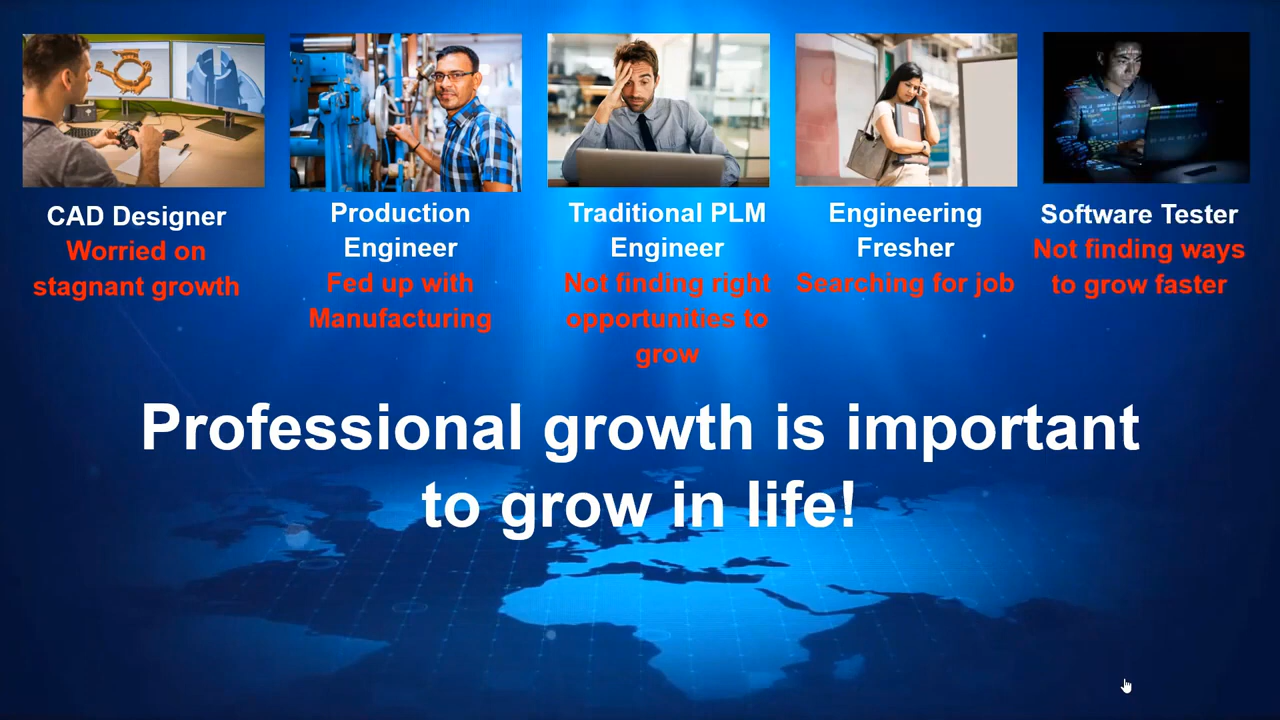 CAD Designer
Worried on
stagnant growth
Production
Engineer
Fed up with
Manufacturing
Traditional PLM
Engineer
Not finding right
opportunities to
grow
Engineering
Fresher
Searching for job
Software Tester
Not finding ways
to grow faster
Professional growth is important
to grow in life!